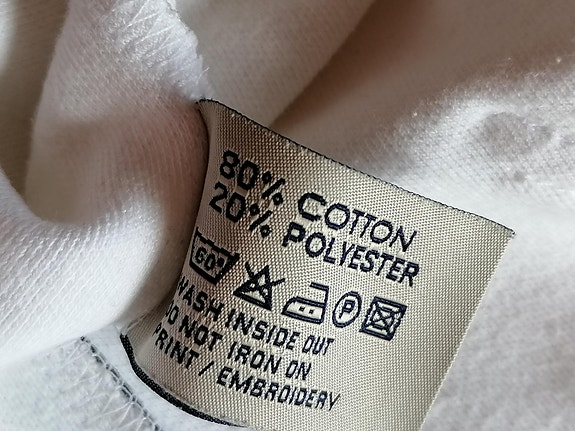 80% COTTON
20% POLYESTER
60°
P
WASH INSIDE OUT
DO NOT IRON ON
PRINT / EMBROIDERY